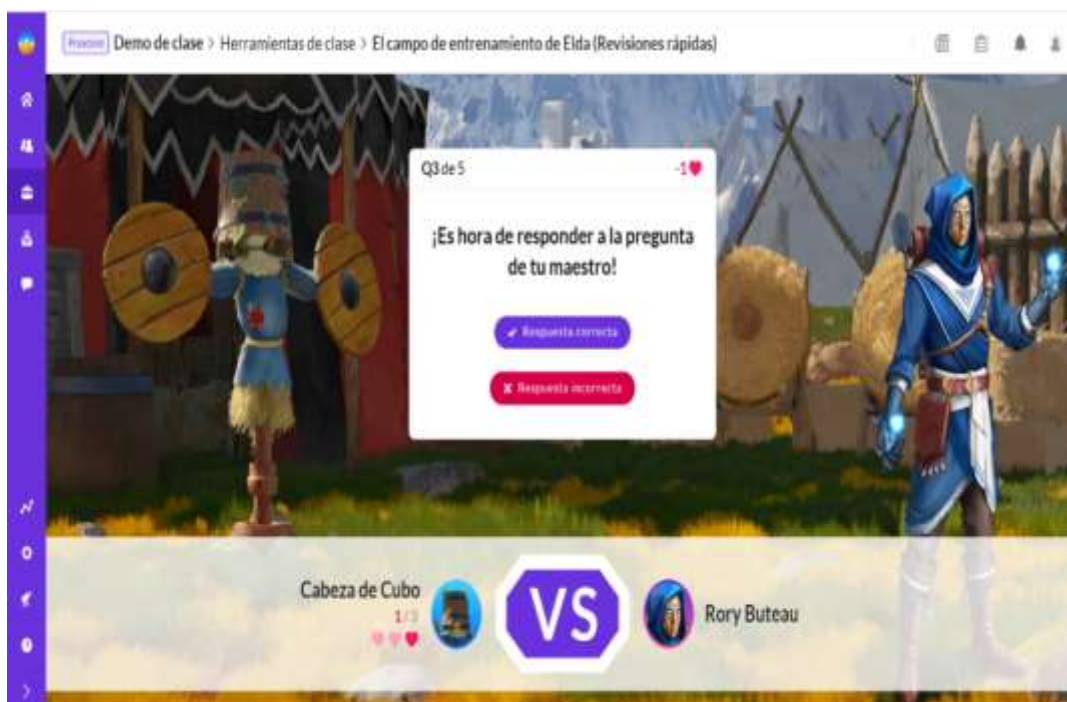 Demo de clase > Herramientas de clase > El campo de entrenamiento de Elda (Revisiones rápidas)
Q3 de 5
-1
¡Es hora de responder a la pregunta
de tu maestro!
Respuesta correcta
Respuesta incorrecta
Cabeza de Cubo
1/3
VS
Rory Buteau